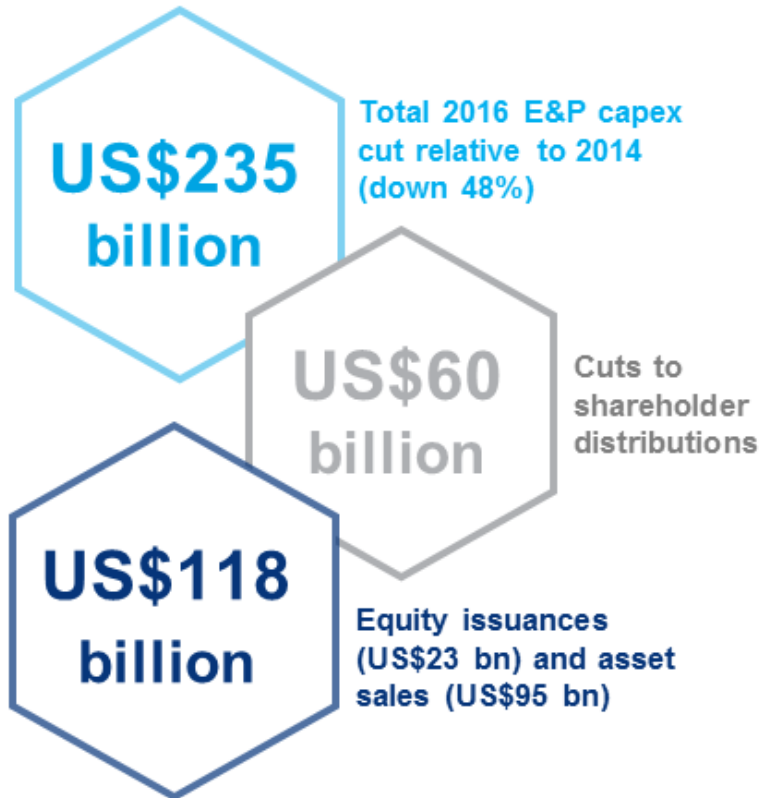 US$235
billion
Total 2016 E&P capex
cut relative to 2014
(down 48%)
US$60
billion
Cuts to
shareholder
distributions
US$118
billion
Equity issuances
(US$23 bn) and asset
sales (US$95 bn)